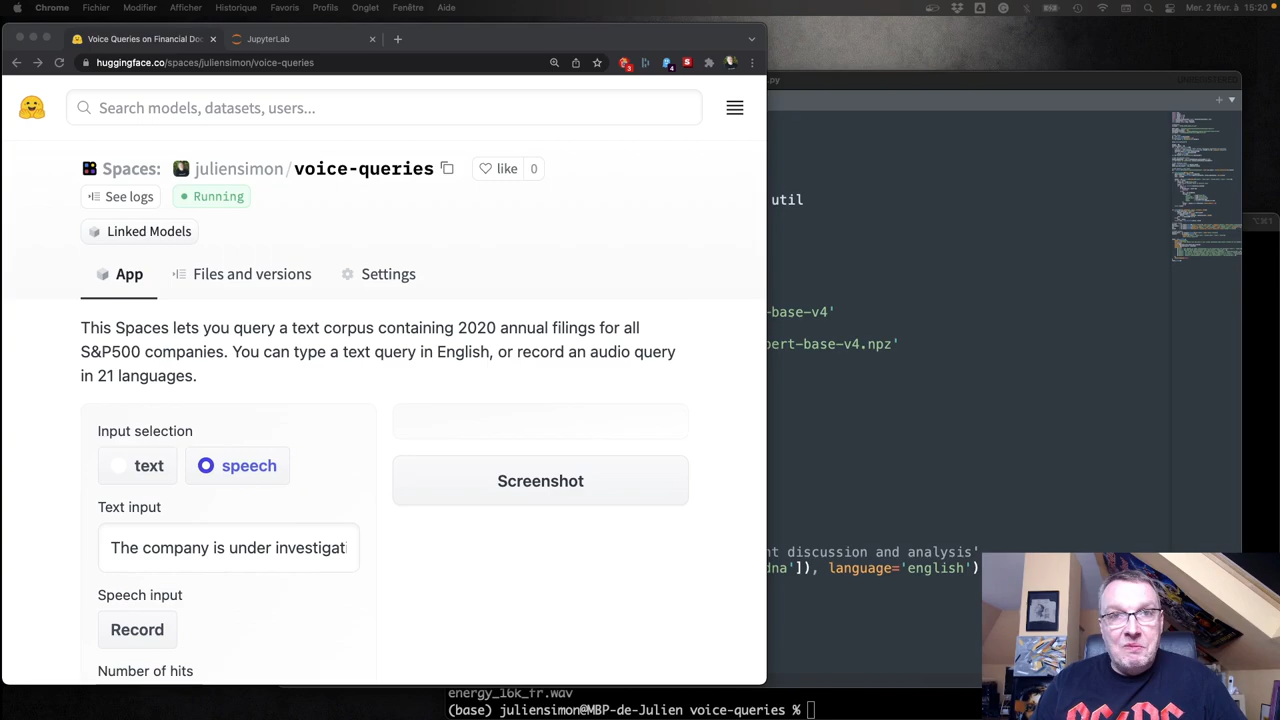 Chrome Fichier Modifier Afficher Historique Favoris Profils Onglet Fenêtre Aide
Mer. 2 févr. à 15:20
Voice Queries on Financial Do
JupyterLab
huggingface.co/spaces/juliensimon/voice-queries
.py
UNREGISTERED
Search models, datasets, users...
Spaces: juliensimon/voice-queries
like 0
See logs
Running
Linked Models
App
Files and versions
Settings
This Spaces lets you query a text corpus containing 2020 annual filings for all
S&P500 companies. You can type a text query in English, or record an audio query
in 21 languages.
Input selection
text
speech
Text input
The company is under investigati
Speech input
Record
Number of hits
Screenshot
util
-base-v4'
ert-base-v4.npz'
nt discussion and analysis'
dna']), language='english')
energy_16k_fr.wav
(base) juliensimon@MBP-de-Julien voice-queries %
⌥⌘1
AC DC